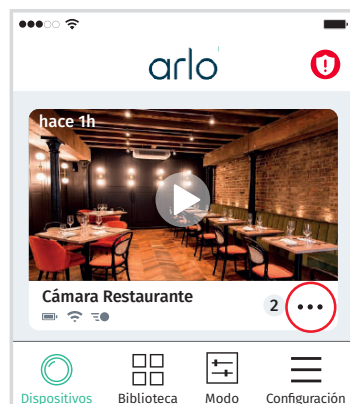 arlo
hace 1h
Cámara Restaurante
2
Dispositivos Biblioteca Modo Configuración